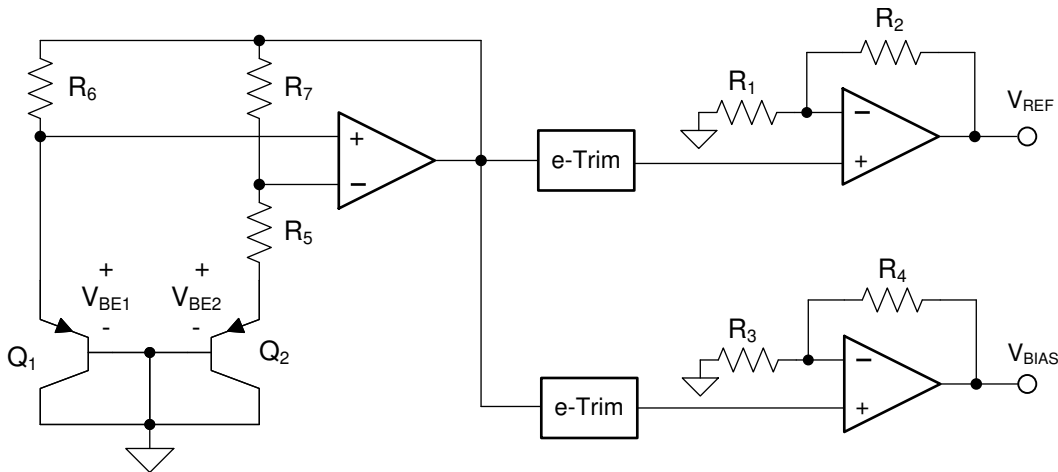 R2
R1
R6
R7
VREF
−
+
+
−
e-Trim
R5
+
VBE1
-
+
VBE2
-
R4
Q1
Q2
R3
VBIAS
−
+
e-Trim